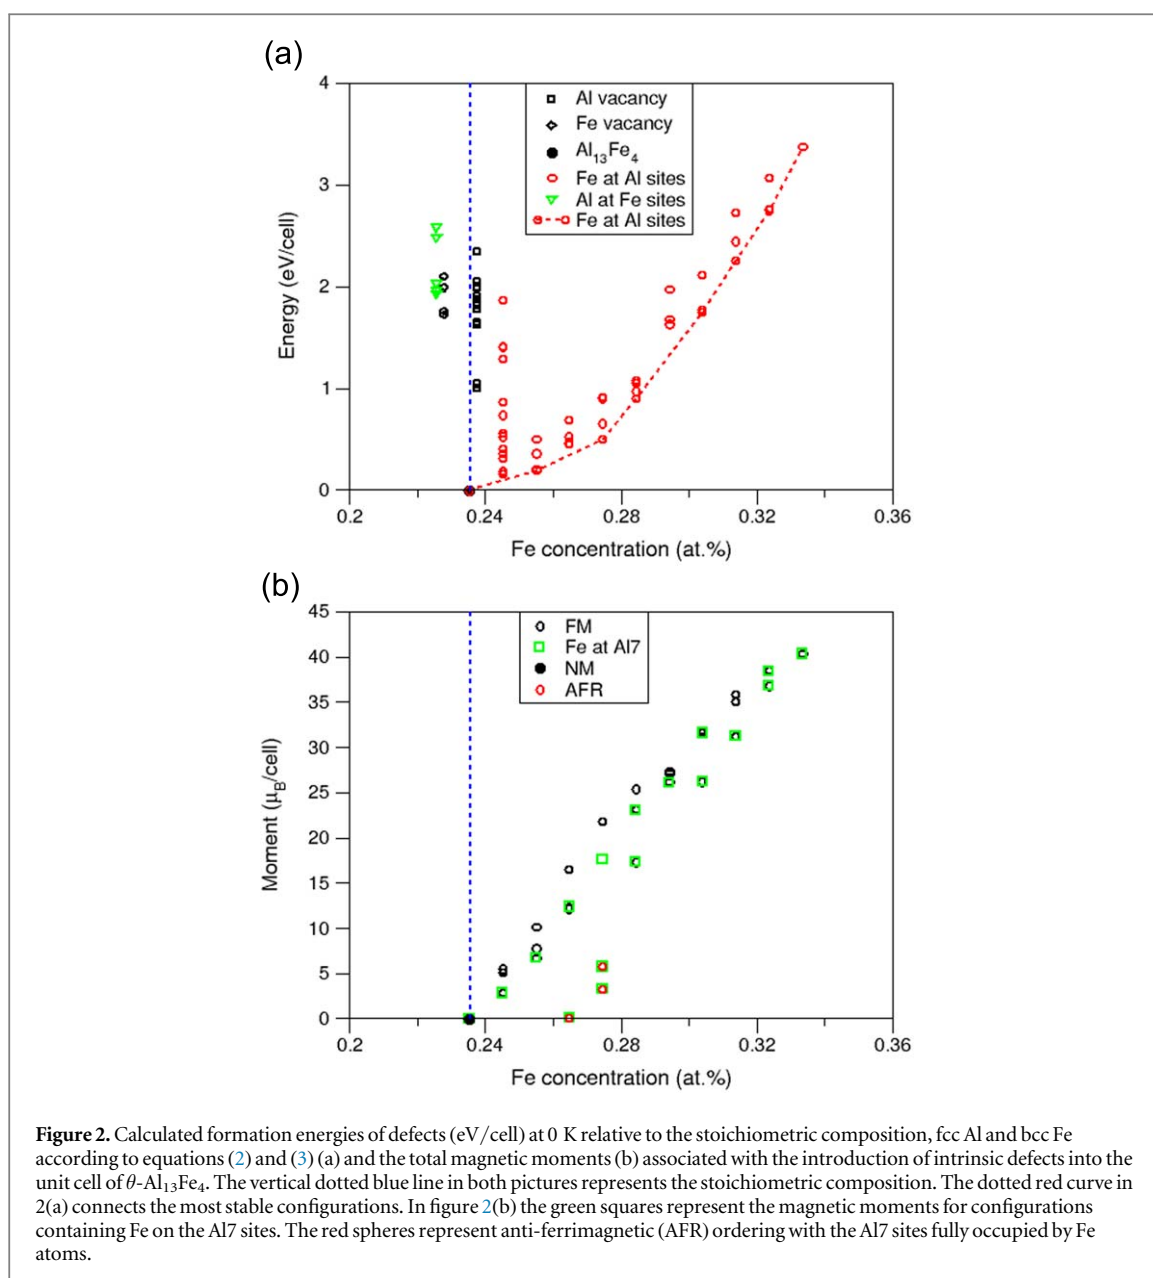 (a)
4
3
2
1
0
Energy (eV/cell)
Al vacancy
Fe vacancy
Al13Fe4
Fe at Al sites
Al at Fe sites
Fe at Al sites
0.2
0.24
0.28
0.32
0.36
Fe concentration (at.%)
(b)
45
40
35
30
25
20
15
10
5
0
Moment (μB/cell)
FM
Fe at Al7
NM
AFR
0.2
0.24
0.28
0.32
0.36
Fe concentration (at.%)
Figure 2. Calculated formation energies of defects (eV/cell) at 0 K relative to the stoichiometric composition, fcc Al and bcc Fe
according to equations (2) and (3) (a) and the total magnetic moments (b) associated with the introduction of intrinsic defects into the
unit cell of θ-Al13Fe4. The vertical dotted blue line in both pictures represents the stoichiometric composition. The dotted red curve in
2(a) connects the most stable configurations. In figure 2(b) the green squares represent the magnetic moments for configurations
containing Fe on the Al7 sites. The red spheres represent anti-ferrimagnetic (AFR) ordering with the Al7 sites fully occupied by Fe
atoms.